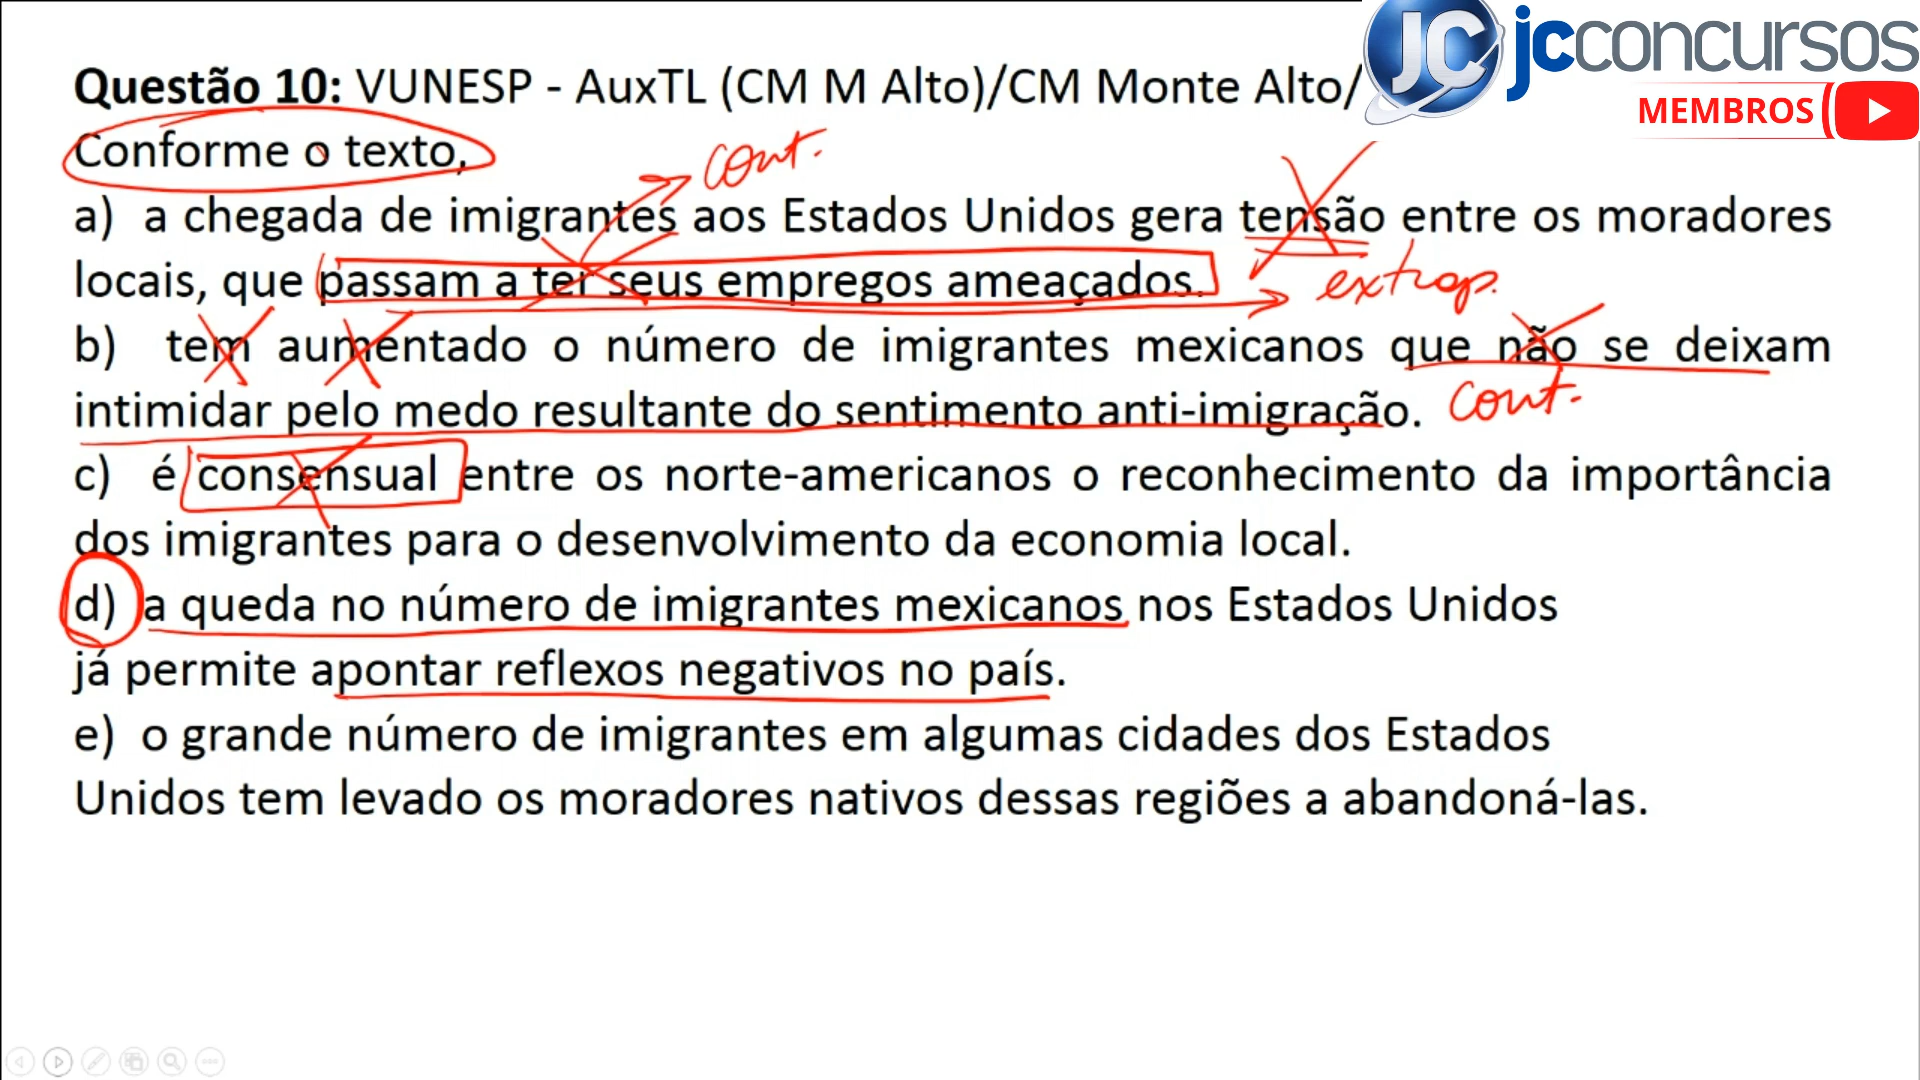 JC jcconcursos
MEMBROS
Questão 10: VUNESP - AuxTL (CM M Alto)/CM Monte Alto/
Conforme o texto,
cont.
a) a chegada de imigrantes aos Estados Unidos gera tensão entre os moradores
locais, que passam a ter seus empregos ameaçados.
extrap.
b) tem aumentado o número de imigrantes mexicanos que não se deixam
intimidar pelo medo resultante do sentimento anti-imigração.
cont.
c) é consensual entre os norte-americanos o reconhecimento da importância
dos imigrantes para o desenvolvimento da economia local.
d) a queda no número de imigrantes mexicanos nos Estados Unidos
já permite apontar reflexos negativos no país.
e) o grande número de imigrantes em algumas cidades dos Estados
Unidos tem levado os moradores nativos dessas regiões a abandoná-las.